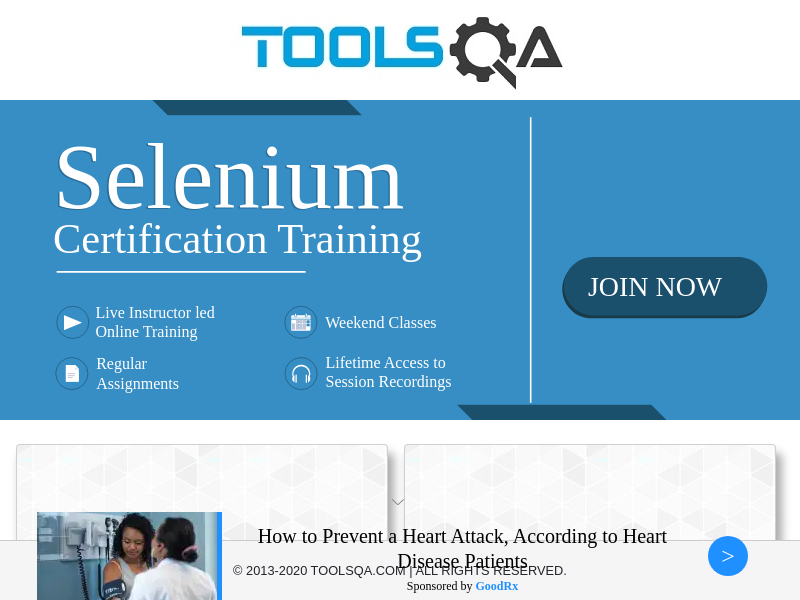 TOOLSQA
Selenium
Certification Training
Live Instructor led
Online Training
Weekend Classes
Regular
Assignments
Lifetime Access to
Session Recordings
JOIN NOW
How to Prevent a Heart Attack, According to Heart
Disease Patients
© 2013-2020 TOOLSQA.COM | ALL RIGHTS RESERVED.
Sponsored by GoodRx
>